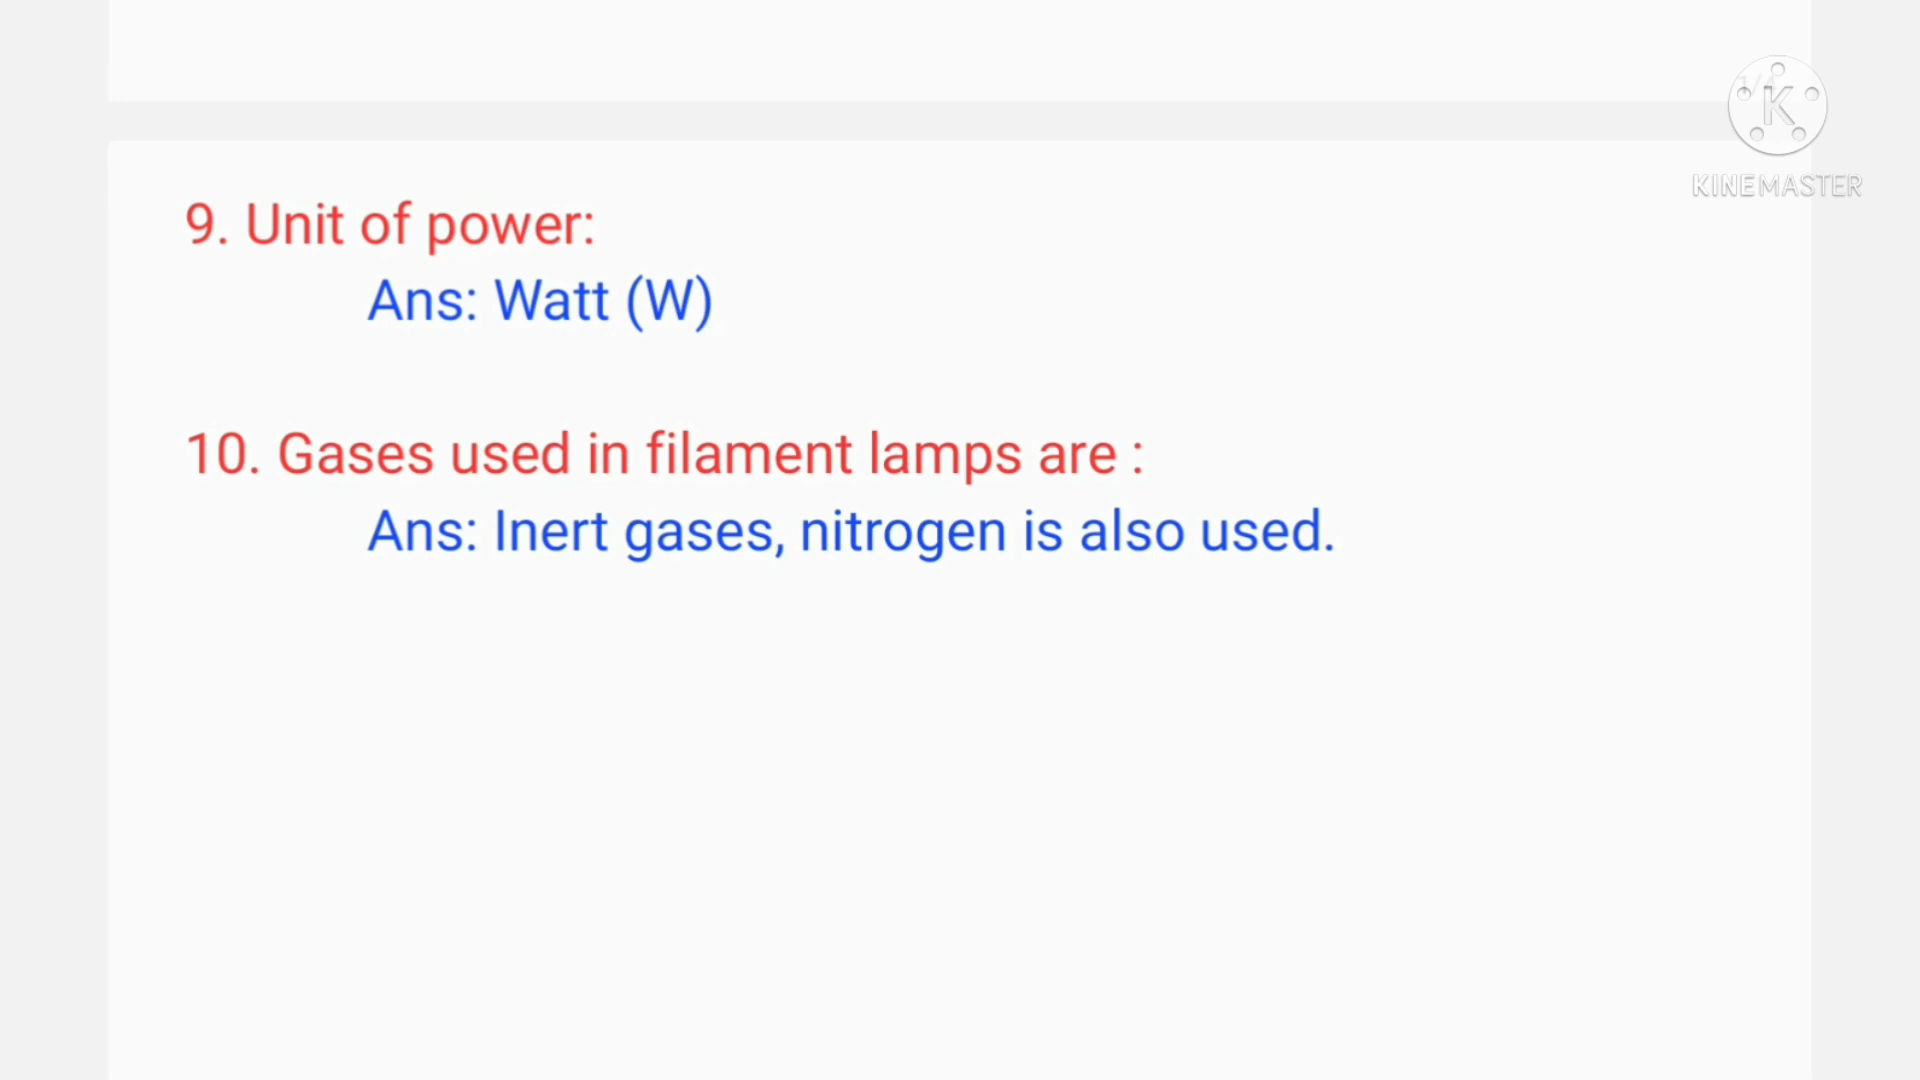 K
KINEMASTER
9. Unit of power:
Ans: Watt (W)
10. Gases used in filament lamps are :
Ans: Inert gases, nitrogen is also used.